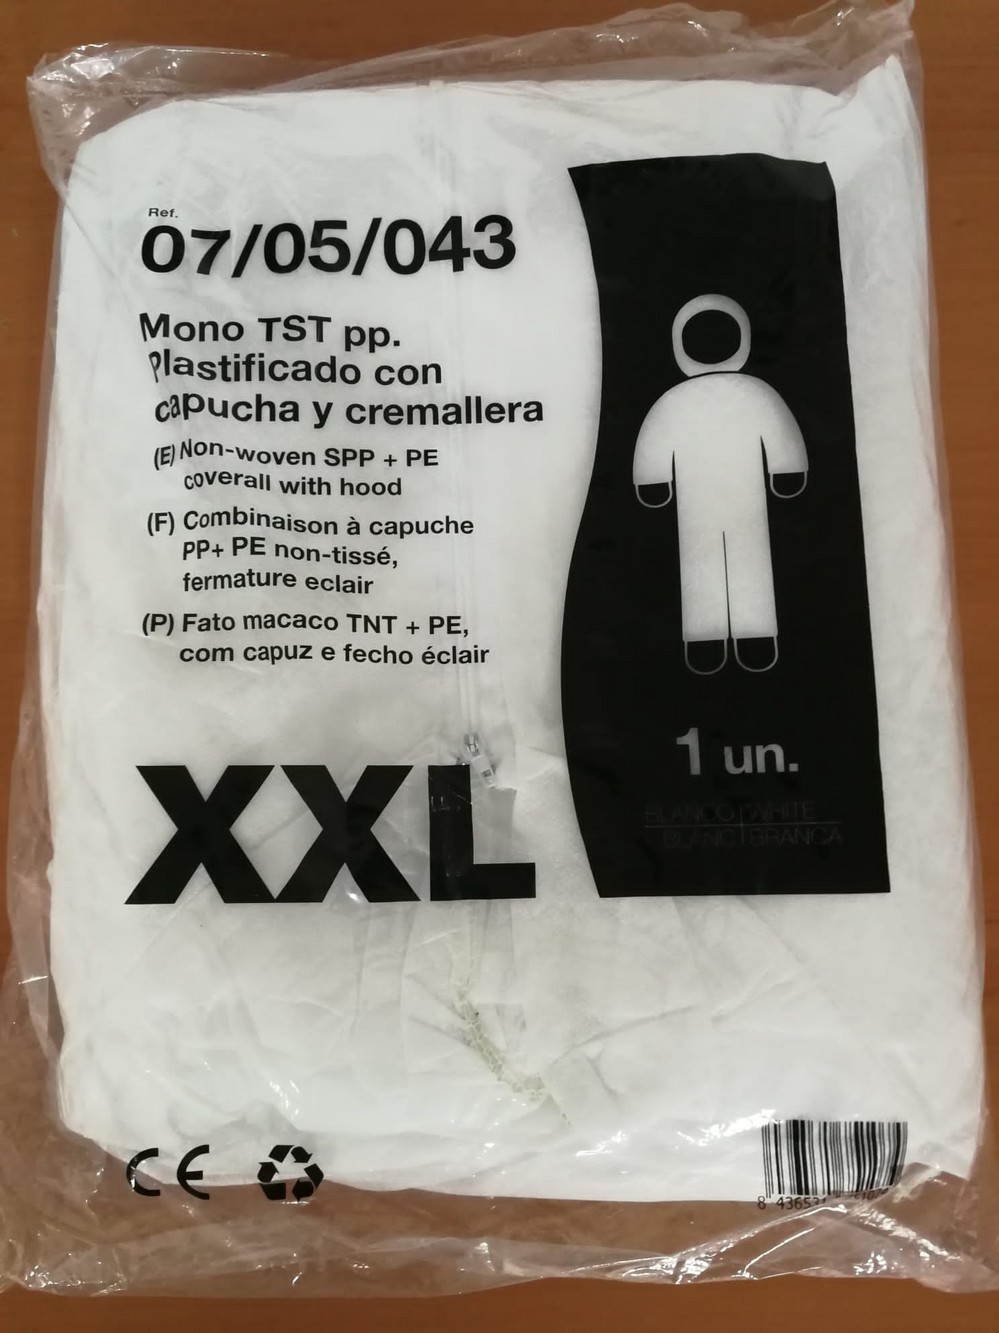 Ref.
07/05/043
Mono TST pp.
Plastificado con
capucha y cremallera
(E) Non-woven SPP + PE
coverall with hood
(F) Combinaison à capuche
PP+ PE non-tissé,
fermature eclair
(P) Fato macaco TNT + PE,
com capuz e fecho éclair
XXL
1 un.
BLANCO WHITE
BLANC BRANCA
CE